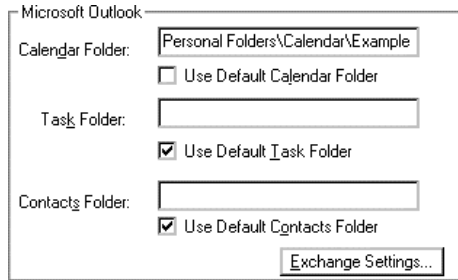 Microsoft Outlook
Calendar Folder: Personal Folders\Calendar\Example
Use Default Calendar Folder
Task Folder:
Use Default Task Folder
Contacts Folder:
Use Default Contacts Folder
Exchange Settings...